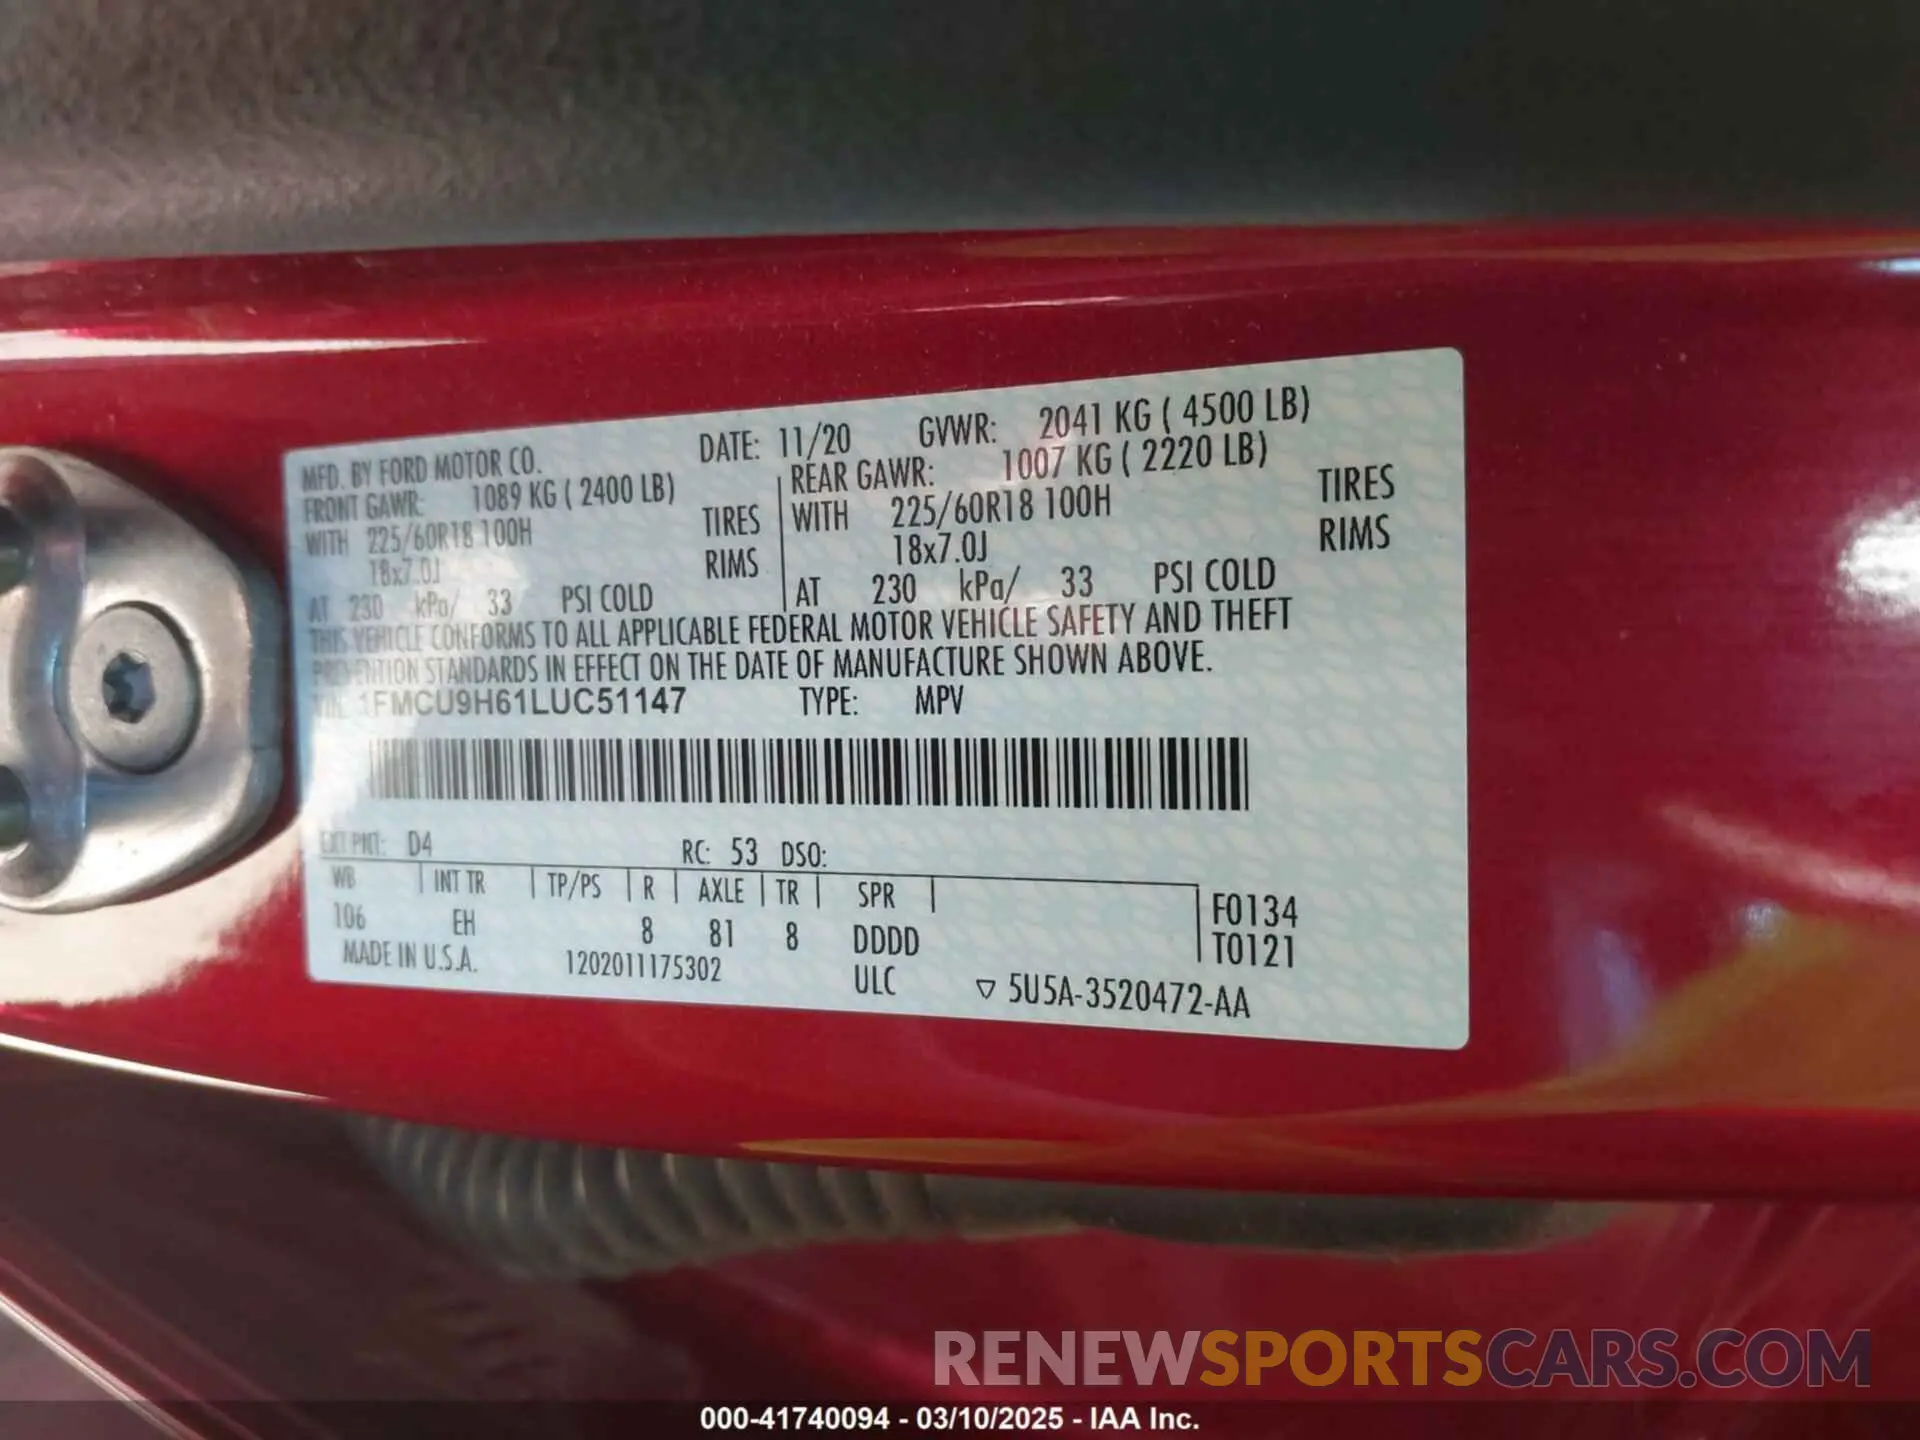 MFD. BY FORD MOTOR CO. DATE: 11/20 GVWR: 2041 KG ( 4500 LB)
FRONT GAWR: 1089 KG ( 2400 LB) REAR GAWR: 1007 KG ( 2220 LB)
WITH 225/60R18 100H TIRES WITH 225/60R18 100H TIRES
18x7.0J RIMS 18x7.0J RIMS
AT 230 kPa/ 33 PSI COLD AT 230 kPa/ 33 PSI COLD
THIS VEHICLE CONFORMS TO ALL APPLICABLE FEDERAL MOTOR VEHICLE SAFETY AND THEFT
PREVENTION STANDARDS IN EFFECT ON THE DATE OF MANUFACTURE SHOWN ABOVE.
VIN: 1FMCU9H61LUC51147 TYPE: MPV
EXT PNT: D4 RC: 53 DSO:
WB INT TR TP/PS R AXLE TR SPR F0134
106 EH 8 81 8 DDDD T0121
MADE IN U.S.A. 1202011175302 ULC ▽ 5U5A-3520472-AA
RENEWSPORTSCARS.COM
000-41740094 - 03/10/2025 - IAA Inc.